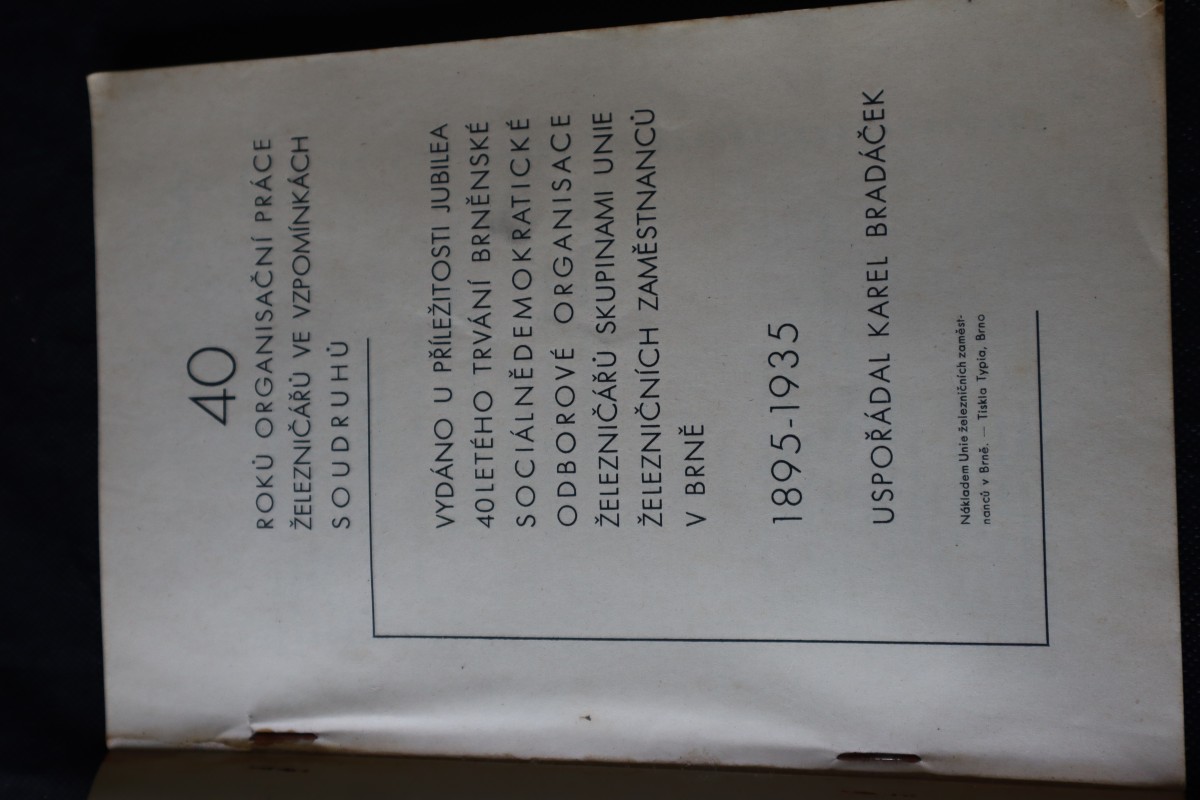 40
ROKŮ ORGANISAČNÍ PRÁCE
ŽELEZNIČÁŘŮ VE VZPOMÍNKÁCH
SOUDRUHŮ
VYDÁNO U PŘÍLEŽITOSTI JUBILEA
40LETÉHO TRVÁNÍ BRNĚNSKÉ
SOCIÁLNĚDEMOKRATICKÉ
ODBOROVÉ ORGANISACE
ŽELEZNIČÁŘŮ SKUPINAMI UNIE
ŽELEZNIČNÍCH ZAMĚSTNANCŮ
V BRNĚ
1895-1935
USPOŘÁDAL KAREL BRADÁČEK
Nákladem Unie železničních zaměst-
nanců v Brně. — Tiskla Typia, Brno